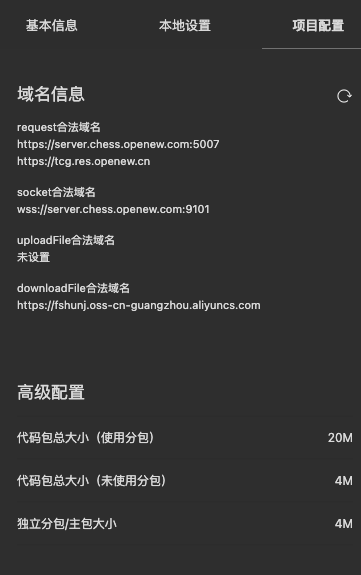 基本信息 本地设置 项目配置
域名信息
request合法域名
https://server.chess.openew.com:5007
https://tcg.res.openew.cn
socket合法域名
wss://server.chess.openew.com:9101
uploadFile合法域名
未设置
downloadFile合法域名
https://fshunj.oss-cn-guangzhou.aliyuncs.com
高级配置
代码包总大小（使用分包） 20M
代码包总大小（未使用分包） 4M
独立分包/主包大小 4M